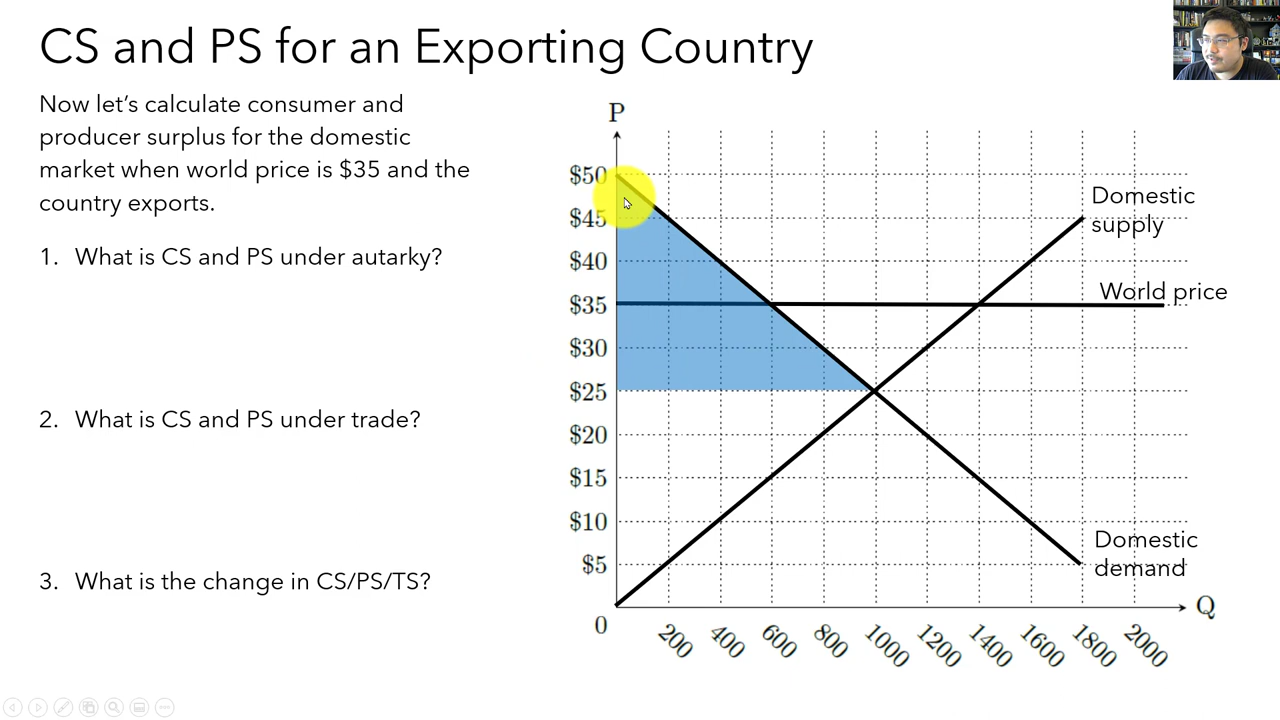 CS and PS for an Exporting Country
Now let's calculate consumer and
producer surplus for the domestic
market when world price is $35 and the
country exports.
1. What is CS and PS under autarky?
2. What is CS and PS under trade?
3. What is the change in CS/PS/TS?
P
$50
$45
$40
$35
$30
$25
$20
$15
$10
$5
0
Domestic
supply
World price
Domestic
demand
Q
200
400
600
800
1000
1200
1400
1600
1800
2000